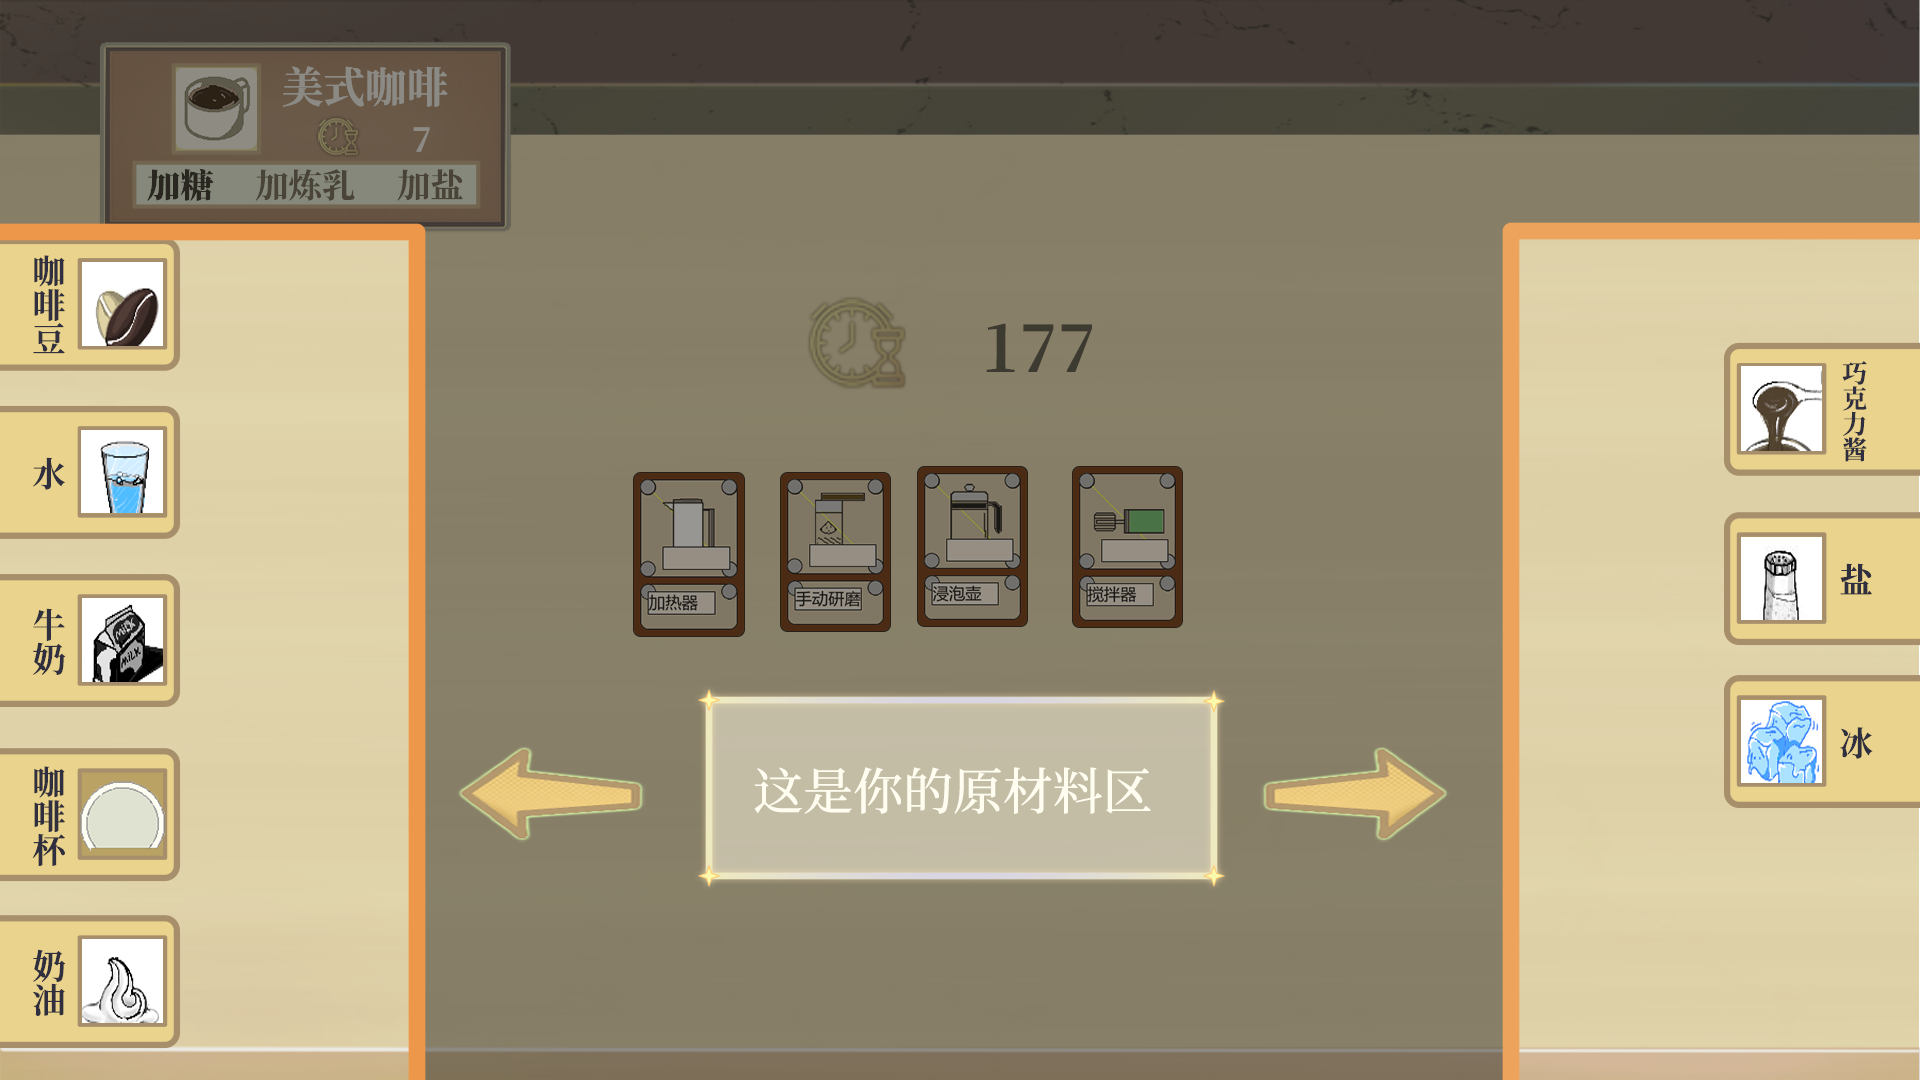 美式咖啡
7
加糖 加炼乳 加盐
咖啡豆
水
牛奶
MILK
MILK
咖啡杯
奶油
177
加热器
手动研磨
浸泡壶
搅拌器
这是你的原材料区
巧克力酱
盐
冰